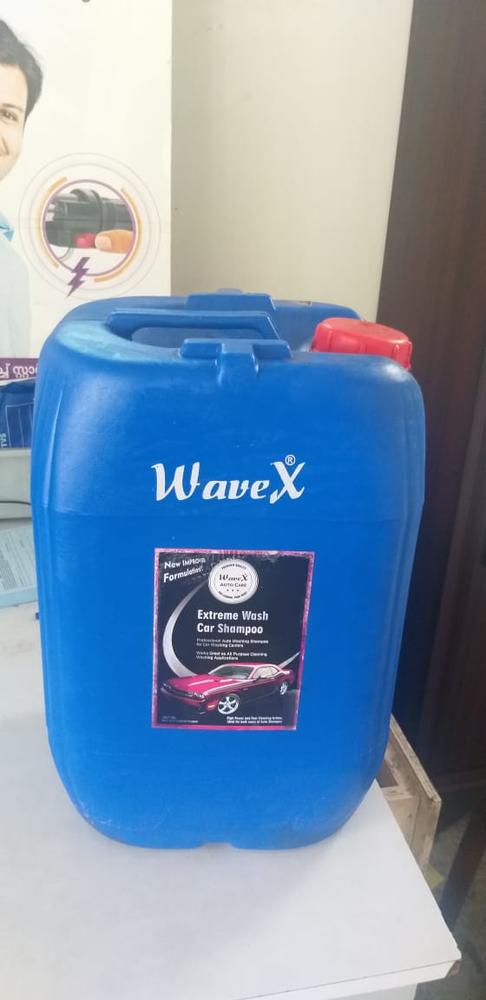 WaveX®
New IMPROVED
Formulation!
WaveX
AUTO CARE
Extreme Wash
Car Shampoo
Professional Auto Washing Shampoo
for Car Washing Centers
Works Great as All Purpose Cleaning
Washing Applications